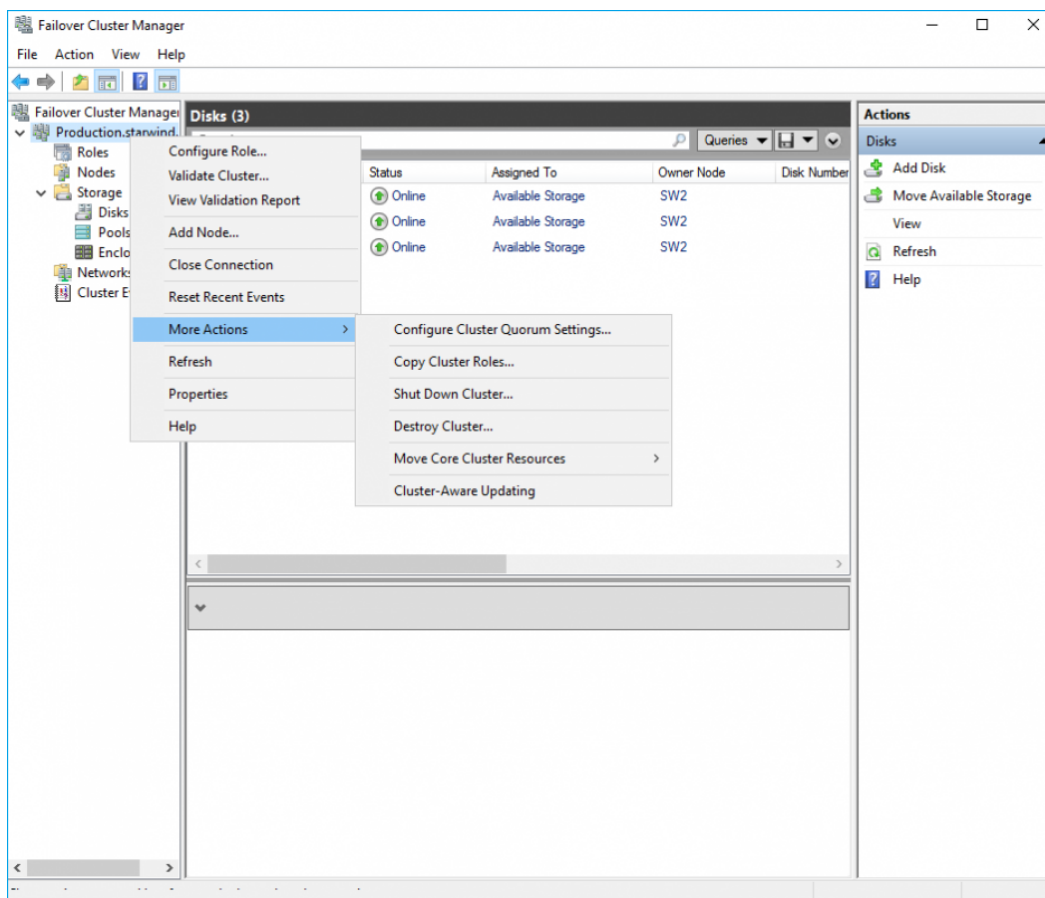 Failover Cluster Manager
File Action View Help
Failover Cluster Manager
Production.starwind.
Roles
Nodes
Storage
Disks
Pools
Enclo
Networks
Cluster E
Disks (3)
Queries
Status Assigned To Owner Node Disk Number
Online Available Storage SW2
Online Available Storage SW2
Online Available Storage SW2
Configure Role...
Validate Cluster...
View Validation Report
Add Node...
Close Connection
Reset Recent Events
More Actions
Refresh
Properties
Help
Configure Cluster Quorum Settings...
Copy Cluster Roles...
Shut Down Cluster...
Destroy Cluster...
Move Core Cluster Resources
Cluster-Aware Updating
Actions
Disks
Add Disk
Move Available Storage
View
Refresh
Help